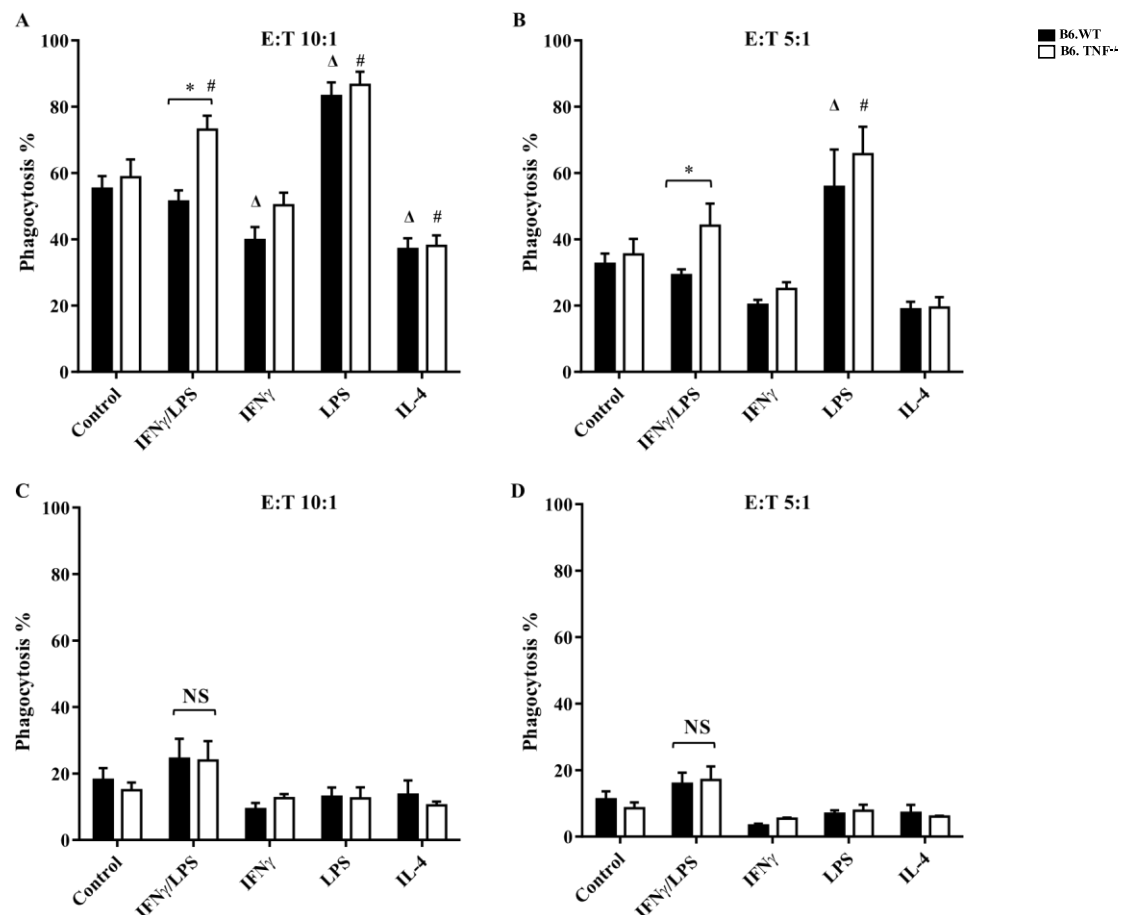 A
E:T 10:1
B
E:T 5:1
B6.WT
B6. TNF-/-
Phagocytosis %
100
80
60
40
20
0
* #
Δ
Δ #
Δ #
Control
IFNγ/LPS
IFNγ
LPS
IL-4
Phagocytosis %
100
80
60
40
20
0
*
Δ #
Control
IFNγ/LPS
IFNγ
LPS
IL-4
C
E:T 10:1
Phagocytosis %
100
80
60
40
20
0
NS
Control
IFNγ/LPS
IFNγ
LPS
IL-4
D
E:T 5:1
Phagocytosis %
100
80
60
40
20
0
NS
Control
IFNγ/LPS
IFNγ
LPS
IL-4